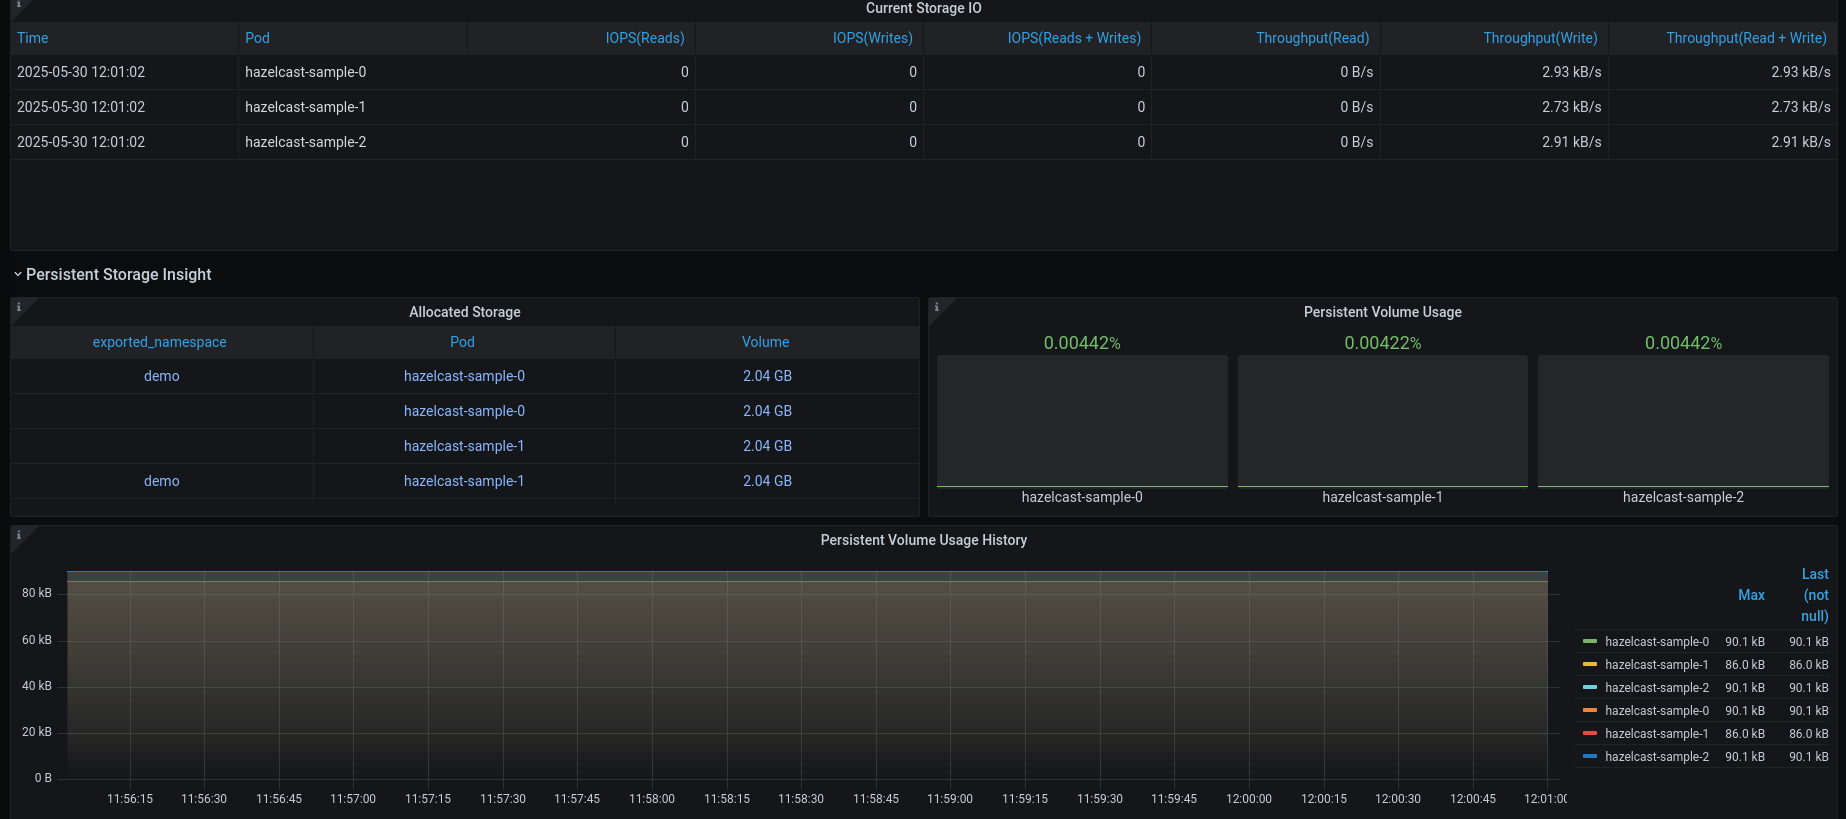 Current Storage IO
Time Pod IOPS(Reads) IOPS(Writes) IOPS(Reads + Writes) Throughput(Read) Throughput(Write) Throughput(Read + Write)
2025-05-30 12:01:02 hazelcast-sample-0 0 0 0 0 B/s 2.93 kB/s 2.93 kB/s
2025-05-30 12:01:02 hazelcast-sample-1 0 0 0 0 B/s 2.73 kB/s 2.73 kB/s
2025-05-30 12:01:02 hazelcast-sample-2 0 0 0 0 B/s 2.91 kB/s 2.91 kB/s
Persistent Storage Insight
Allocated Storage
exported_namespace Pod Volume
demo hazelcast-sample-0 2.04 GB
hazelcast-sample-0 2.04 GB
hazelcast-sample-1 2.04 GB
demo hazelcast-sample-1 2.04 GB
Persistent Volume Usage
0.00442% 0.00422% 0.00442%
hazelcast-sample-0 hazelcast-sample-1 hazelcast-sample-2
Persistent Volume Usage History
80 kB
60 kB
40 kB
20 kB
0 B
11:56:15 11:56:30 11:56:45 11:57:00 11:57:15 11:57:30 11:57:45 11:58:00 11:58:15 11:58:30 11:58:45 11:59:00 11:59:15 11:59:30 11:59:45 12:00:00 12:00:15 12:00:30 12:00:45 12:01:00
Max Last (not null)
hazelcast-sample-0 90.1 kB 90.1 kB
hazelcast-sample-1 86.0 kB 86.0 kB
hazelcast-sample-2 90.1 kB 90.1 kB
hazelcast-sample-0 90.1 kB 90.1 kB
hazelcast-sample-1 86.0 kB 86.0 kB
hazelcast-sample-2 90.1 kB 90.1 kB